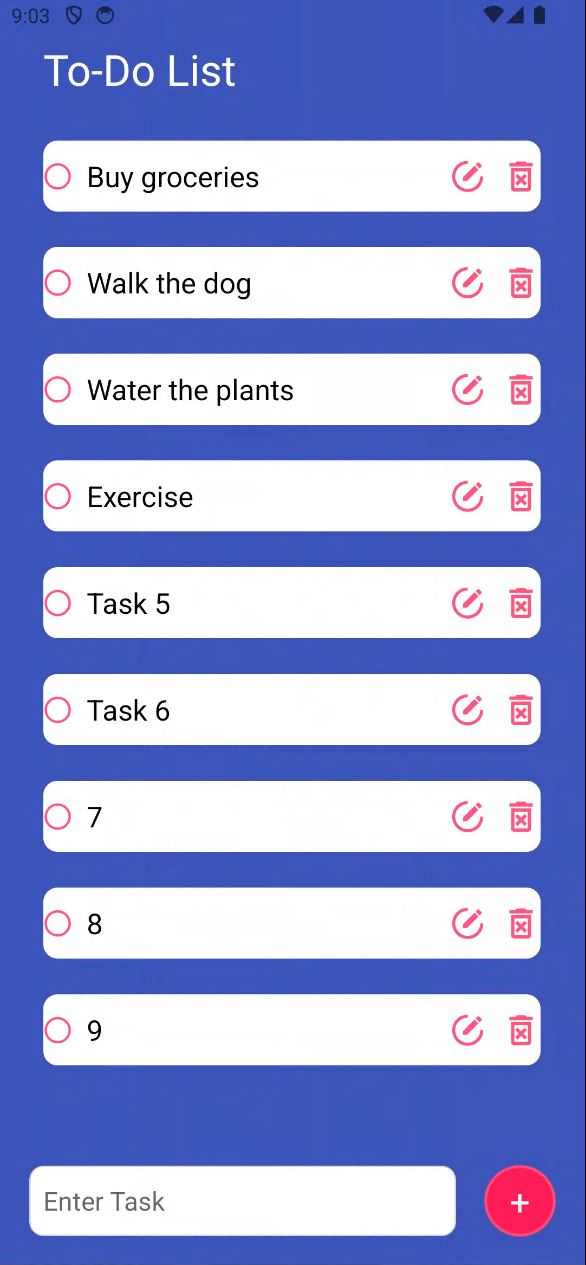 9:03
To-Do List
Buy groceries
Walk the dog
Water the plants
Exercise
Task 5
Task 6
7
8
9
Enter Task
+